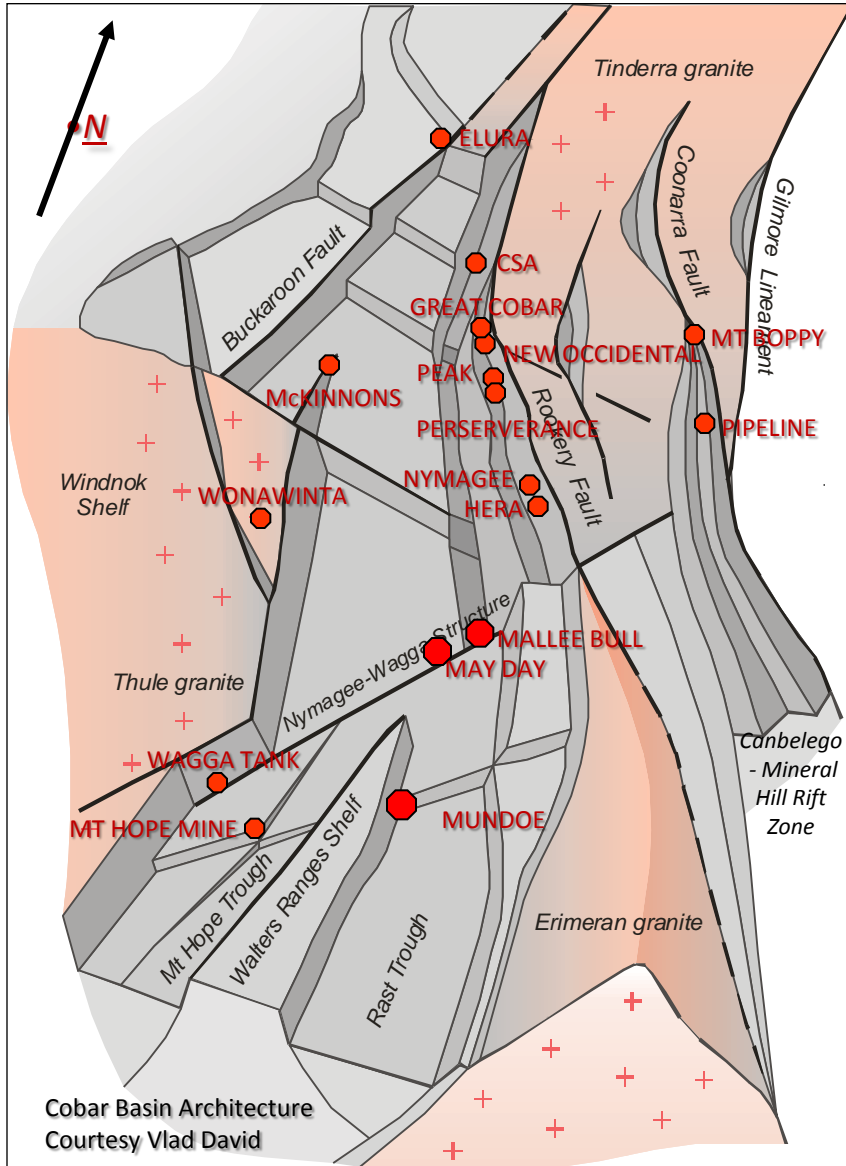 Tinderra granite
N
ELURA
Coonarra Fault
Gilmore Lineament
Buckaroon Fault
CSA
GREAT COBAR
NEW OCCIDENTAL
MT BOPPY
PEAK
McKINNONS
PERSERVERANCE
PIPELINE
Rookery Fault
Windnok
Shelf
WONAWINTA
NYMAGEE
HERA
Nymagee-Wagga Structure
MALLEE BULL
MAY DAY
Thule granite
WAGGA TANK
Canbelego
- Mineral
Hill Rift
Zone
MT HOPE MINE
MUNDOE
Mt Hope Trough
Walters Ranges Shelf
Rast Trough
Erimeran granite
Cobar Basin Architecture
Courtesy Vlad David